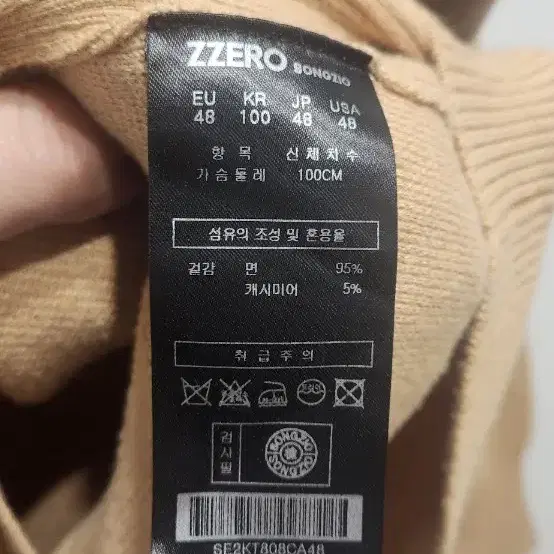 ZZERO SONGZIO
EU KR JP USA
48 100 48 48
항 목 신체치수
가슴둘레 100CM
섬유의 조성 및 혼용율
겉감 면 95%
캐시미어 5%
취급주의
검사필
SONGZIO
SONGZIO
SE2KT808CA48